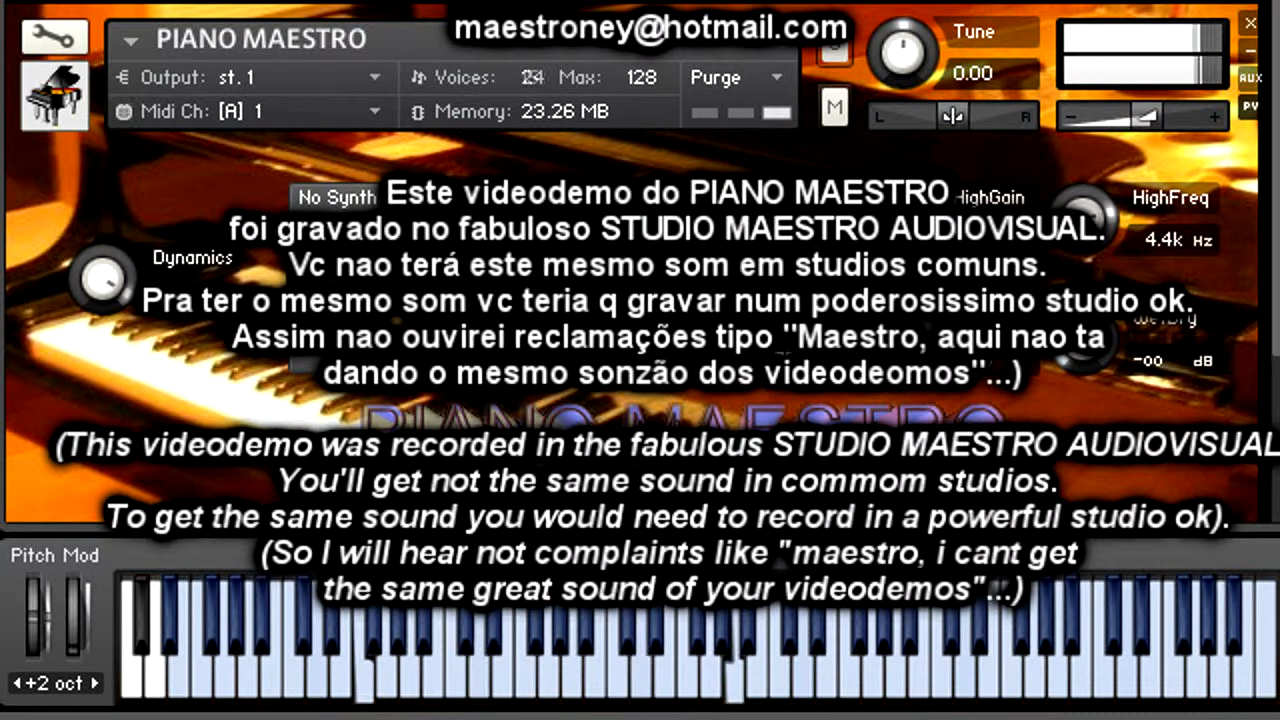 maestroney@hotmail.com
PIANO MAESTRO
Output: st. 1
Voices: 24 Max: 128
Purge
Midi Ch: [A] 1
Memory: 23.26 MB
S
M
Tune
0.00
L R
- +
X
-
AUX
PV
No Synth
HighGain
HighFreq
4.4k Hz
Dynamics
Wet Dry
-oo dB
Este videodemo do PIANO MAESTRO
foi gravado no fabuloso STUDIO MAESTRO AUDIOVISUAL.
Vc nao terá este mesmo som em studios comuns.
Pra ter o mesmo som vc teria q gravar num poderosissimo studio ok.
Assim nao ouvirei reclamações tipo "Maestro, aqui nao ta
dando o mesmo sonzão dos videodeomos"...)
PIANO MAESTRO
(This videodemo was recorded in the fabulous STUDIO MAESTRO AUDIOVISUAL
You'll get not the same sound in commom studios.
To get the same sound you would need to record in a powerful studio ok).
(So I will hear not complaints like "maestro, i cant get
the same great sound of your videodemos"...)
Pitch Mod
+2 oct